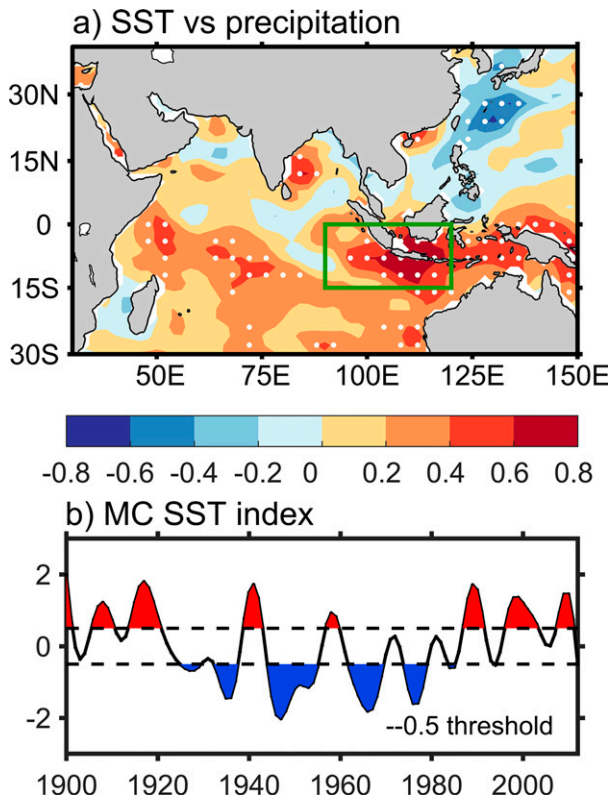 a) SST vs precipitation
30N
15N
0
15S
30S
50E 75E 100E 125E 150E
-0.8 -0.6 -0.4 -0.2 0 0.2 0.4 0.6 0.8
b) MC SST index
2
0
-2
--0.5 threshold
1900 1920 1940 1960 1980 2000